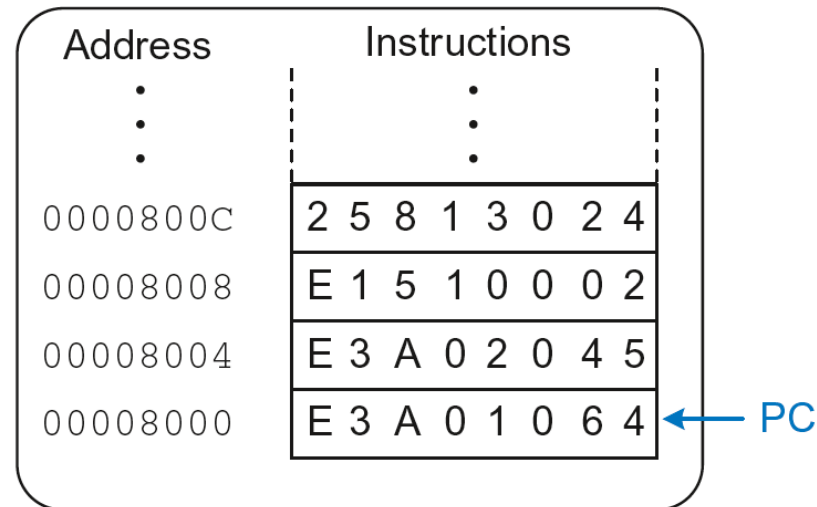 Address Instructions
0000800C 2 5 8 1 3 0 2 4
00008008 E 1 5 1 0 0 0 2
00008004 E 3 A 0 2 0 4 5
00008000 E 3 A 0 1 0 6 4 PC